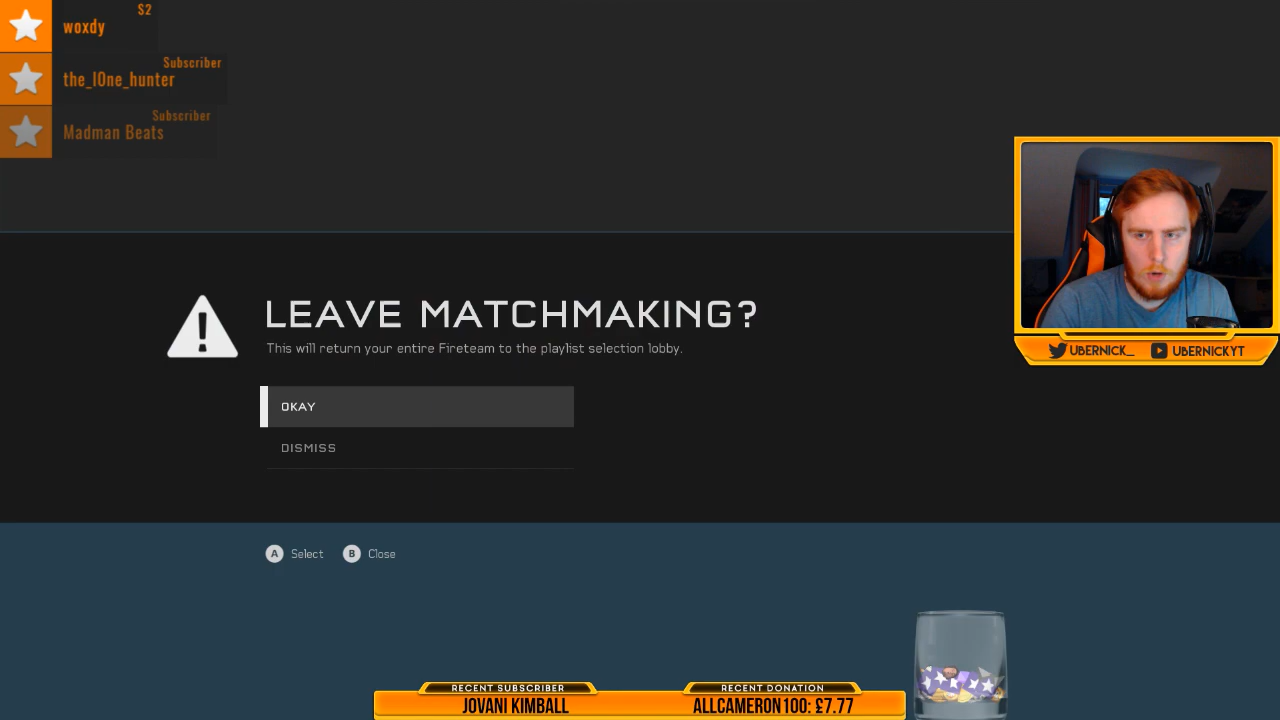 $2
woxdy
Subscriber
the_l0ne_hunter
Subscriber
Madman Beats
LEAVE MATCHMAKING?
This will return your entire Fireteam to the playlist selection lobby.
OKAY
DISMISS
A Select B Close
UBERNICK_ UBERNICKYT
RECENT SUBSCRIBER
JOVANI KIMBALL
RECENT DONATION
ALLCAMERON100: £7.77